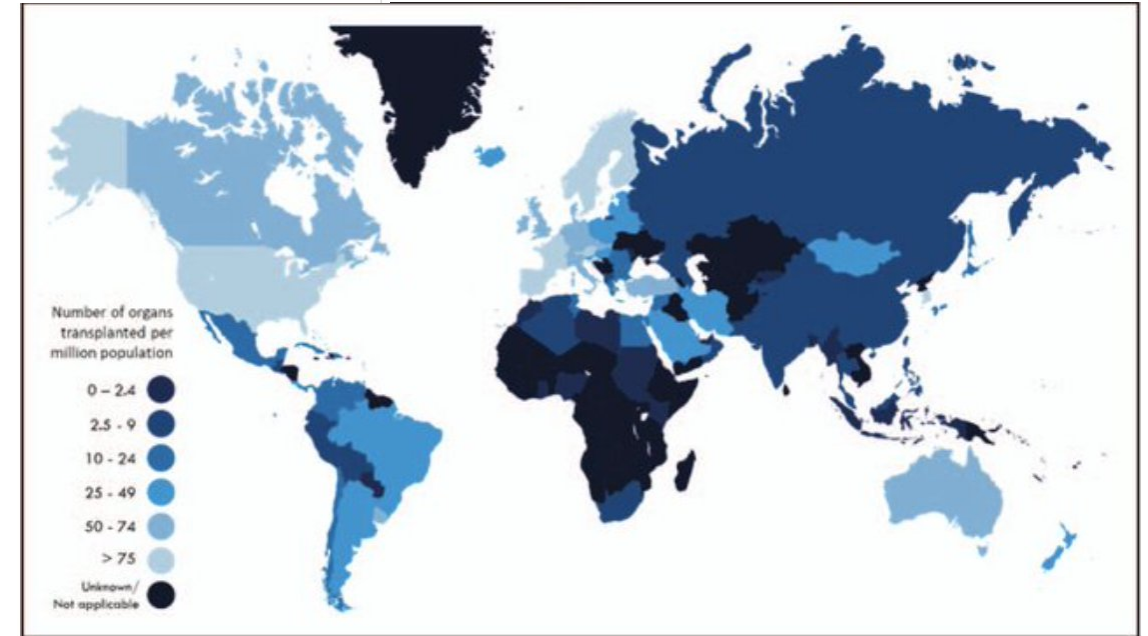 Number of organs
transplanted per
million population
0 – 2.4
2.5 - 9
10 - 24
25 - 49
50 - 74
> 75
Unknown/
Not applicable